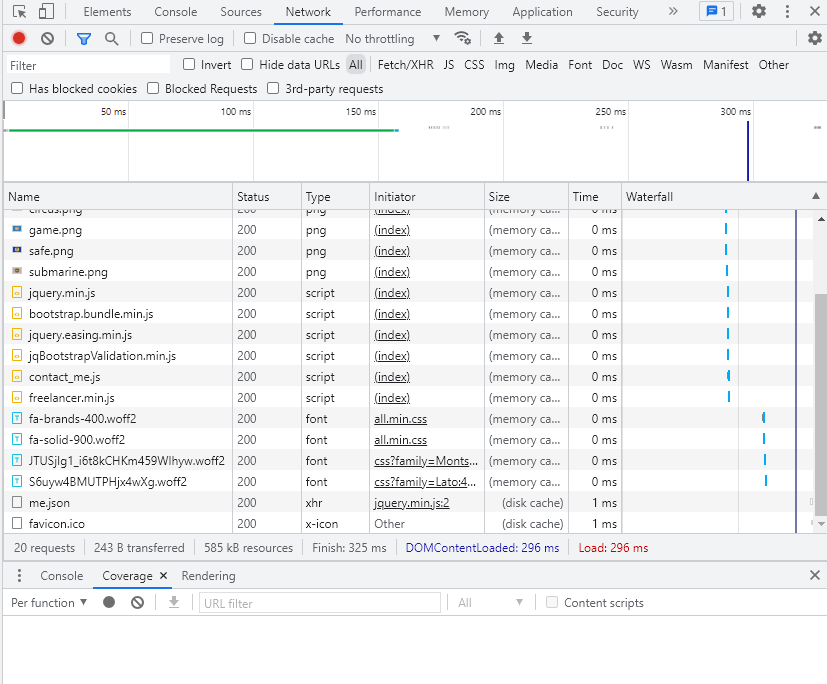 Elements Console Sources Network Performance Memory Application Security » 1
Preserve log Disable cache No throttling
Filter Invert Hide data URLs All Fetch/XHR JS CSS Img Media Font Doc WS Wasm Manifest Other
Has blocked cookies Blocked Requests 3rd-party requests
50 ms 100 ms 150 ms 200 ms 250 ms 300 ms
Name Status Type Initiator Size Time Waterfall
circus.png 200 png (index) (memory ca... 0 ms
game.png 200 png (index) (memory ca... 0 ms
safe.png 200 png (index) (memory ca... 0 ms
submarine.png 200 png (index) (memory ca... 0 ms
jquery.min.js 200 script (index) (memory ca... 0 ms
bootstrap.bundle.min.js 200 script (index) (memory ca... 0 ms
jquery.easing.min.js 200 script (index) (memory ca... 0 ms
jqBootstrapValidation.min.js 200 script (index) (memory ca... 0 ms
contact_me.js 200 script (index) (memory ca... 0 ms
freelancer.min.js 200 script (index) (memory ca... 0 ms
fa-brands-400.woff2 200 font all.min.css (memory ca... 0 ms
fa-solid-900.woff2 200 font all.min.css (memory ca... 0 ms
JTUSjIg1_i6t8kCHKm459Wlhyw.woff2 200 font css?family=Monts... (memory ca... 0 ms
S6uyw4BMUTPHjx4wXg.woff2 200 font css?family=Lato:4... (memory ca... 0 ms
me.json 200 xhr jquery.min.js:2 (disk cache) 1 ms
favicon.ico 200 x-icon Other (disk cache) 1 ms
20 requests 243 B transferred 585 kB resources Finish: 325 ms DOMContentLoaded: 296 ms Load: 296 ms
Console Coverage Rendering
Per function URL filter All Content scripts